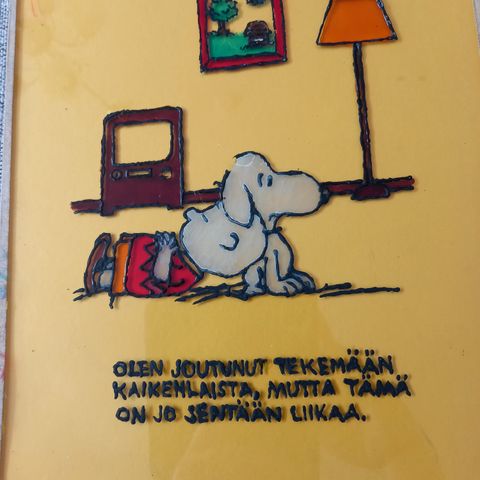 OLEN JOUTUNUT TEKEMÄÄN
KAIKENLAISTA, MUTTA TÄMÄ
ON JO SENTÄÄN LIIKAA.